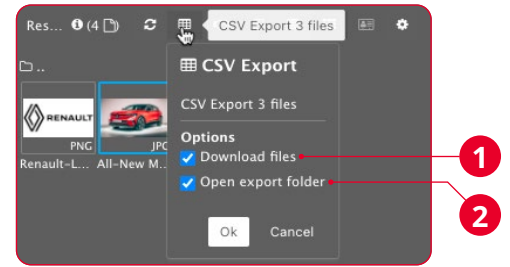 Res... (4 )
CSV Export 3 files
..
CSV Export
CSV Export 3 files
RENAULT
PNG
JPG
Renault-L...
All-New M...
Options
Download files
1
Open export folder
2
Ok
Cancel